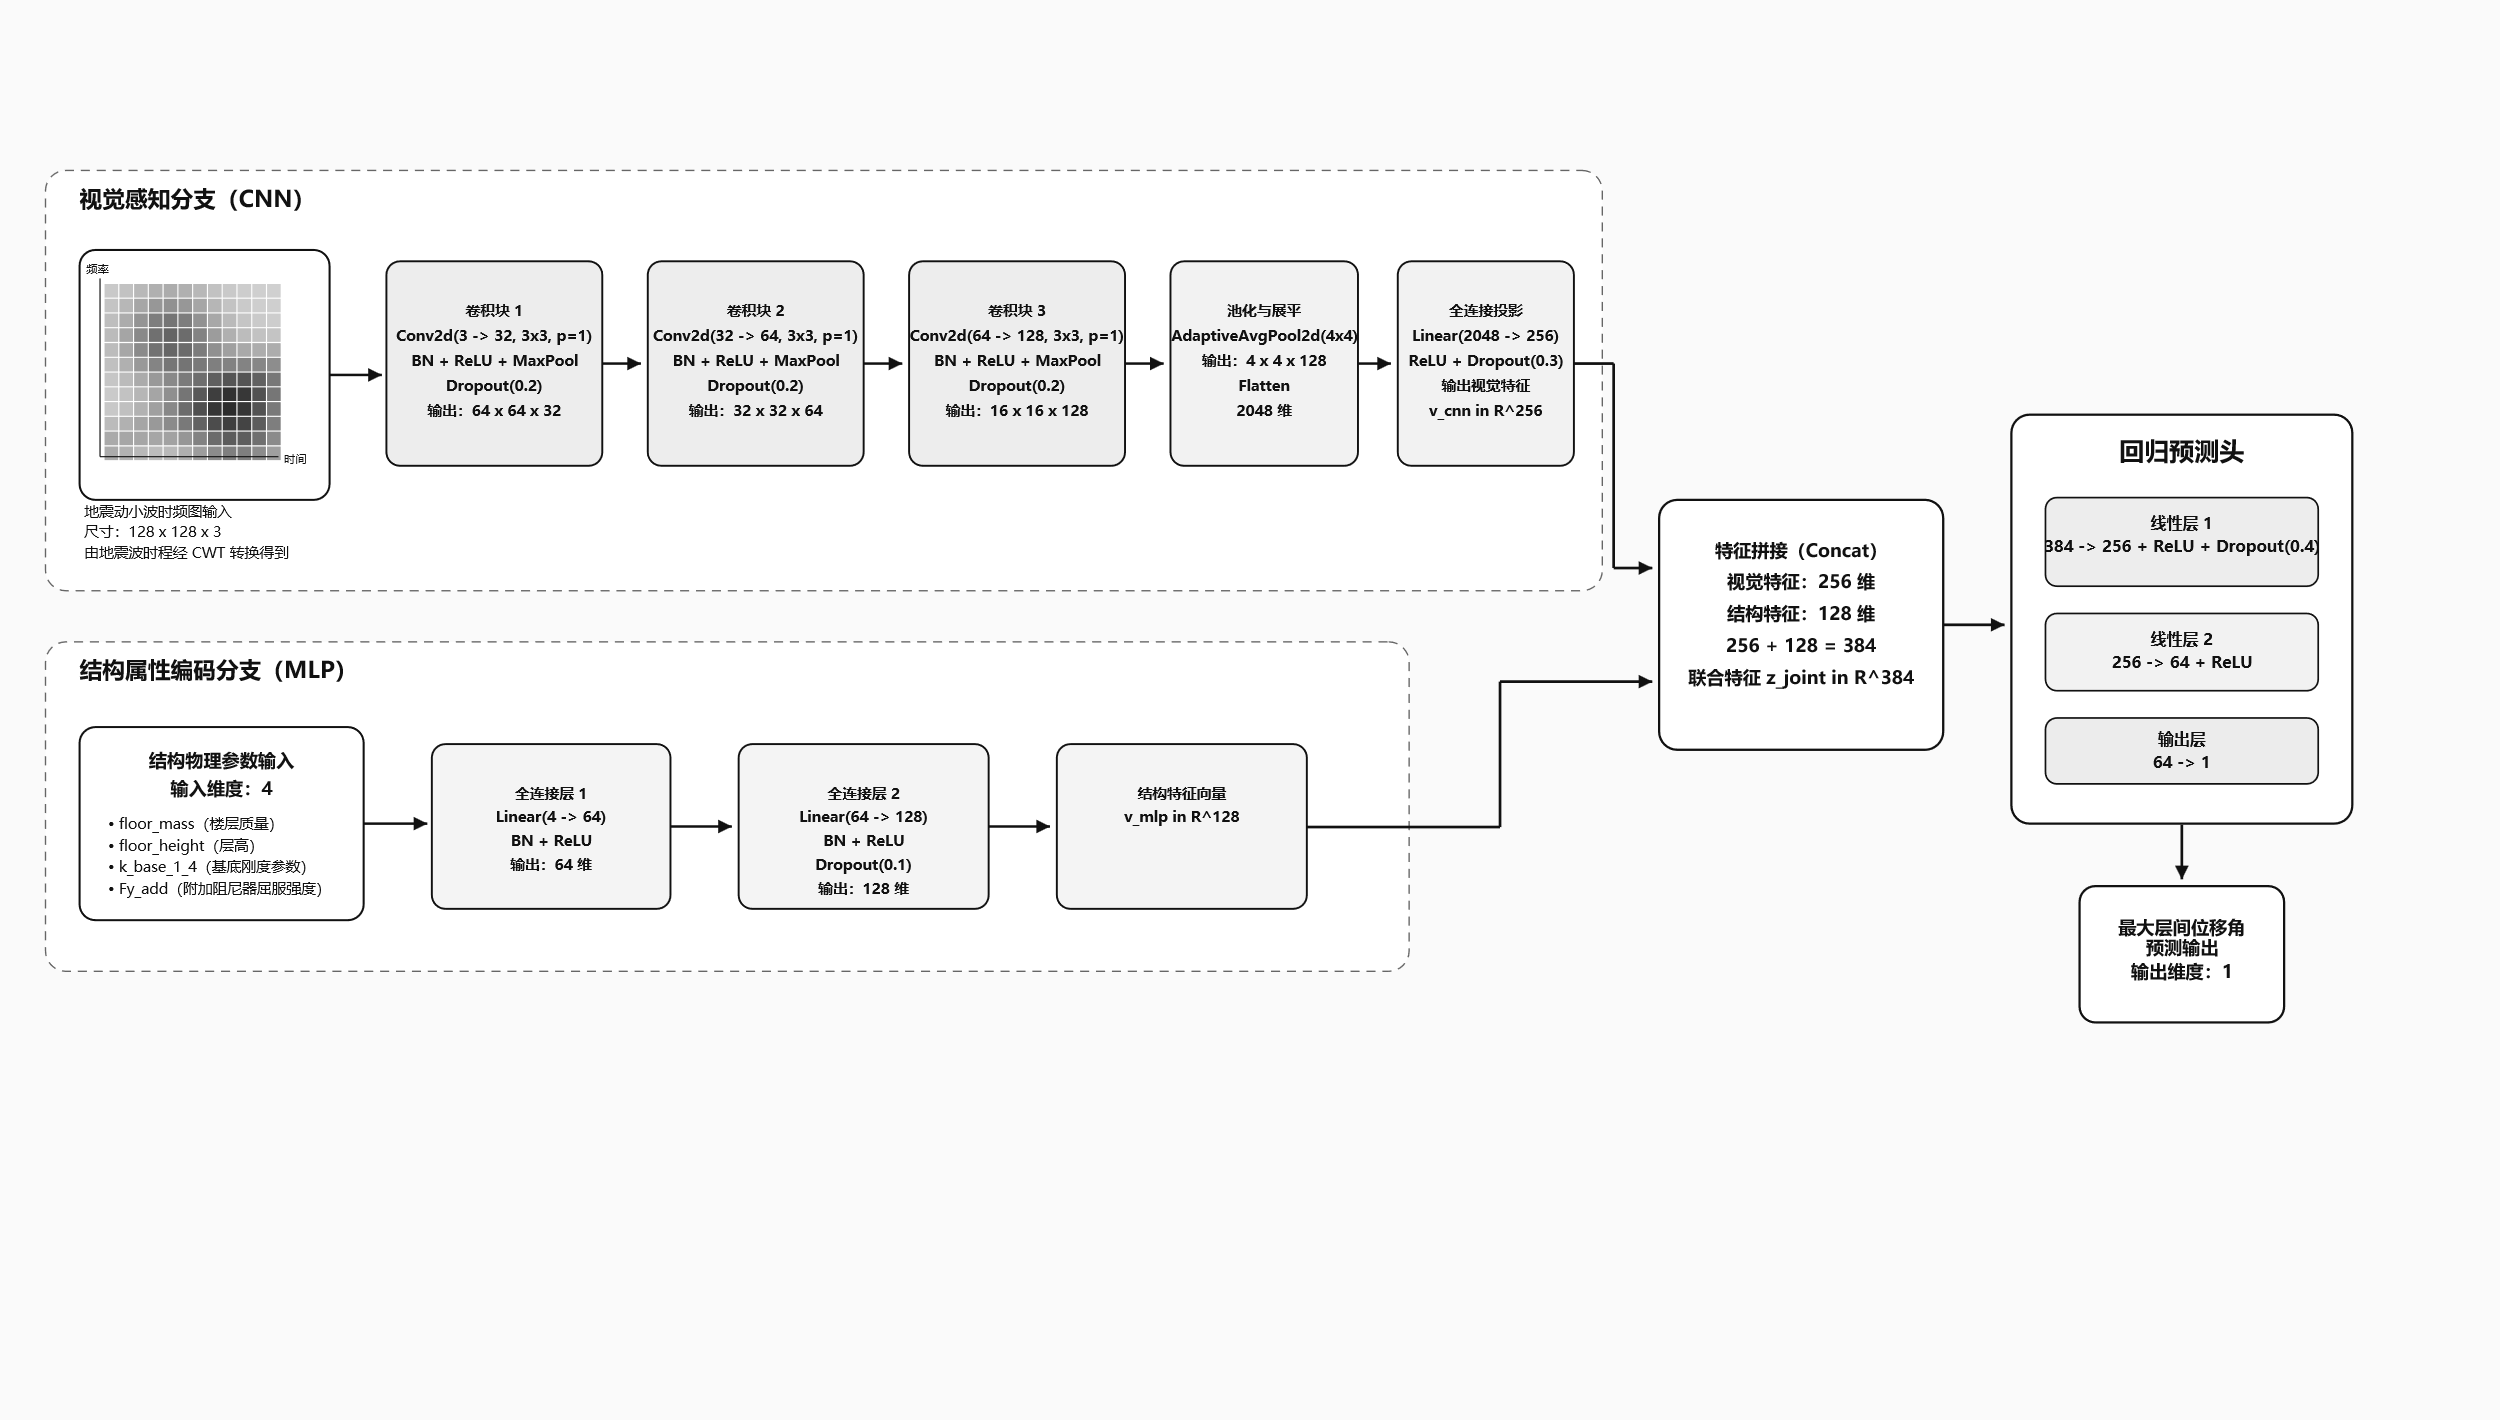 视觉感知分支（CNN）
频率
时间
地震动小波时频图输入
尺寸：128 x 128 x 3
由地震波时程经 CWT 转换得到
卷积块 1
Conv2d(3 -> 32, 3x3, p=1)
BN + ReLU + MaxPool
Dropout(0.2)
输出：64 x 64 x 32
卷积块 2
Conv2d(32 -> 64, 3x3, p=1)
BN + ReLU + MaxPool
Dropout(0.2)
输出：32 x 32 x 64
卷积块 3
Conv2d(64 -> 128, 3x3, p=1)
BN + ReLU + MaxPool
Dropout(0.2)
输出：16 x 16 x 128
池化与展平
AdaptiveAvgPool2d(4x4)
输出：4 x 4 x 128
Flatten
2048 维
全连接投影
Linear(2048 -> 256)
ReLU + Dropout(0.3)
输出视觉特征
v_cnn in R^256
结构属性编码分支（MLP）
结构物理参数输入
输入维度：4
• floor_mass（楼层质量）
• floor_height（层高）
• k_base_1_4（基底刚度参数）
• Fy_add（附加阻尼器屈服强度）
全连接层 1
Linear(4 -> 64)
BN + ReLU
输出：64 维
全连接层 2
Linear(64 -> 128)
BN + ReLU
Dropout(0.1)
输出：128 维
结构特征向量
v_mlp in R^128
特征拼接（Concat）
视觉特征：256 维
结构特征：128 维
256 + 128 = 384
联合特征 z_joint in R^384
回归预测头
线性层 1
384 -> 256 + ReLU + Dropout(0.4)
线性层 2
256 -> 64 + ReLU
输出层
64 -> 1
最大层间位移角
预测输出
输出维度：1